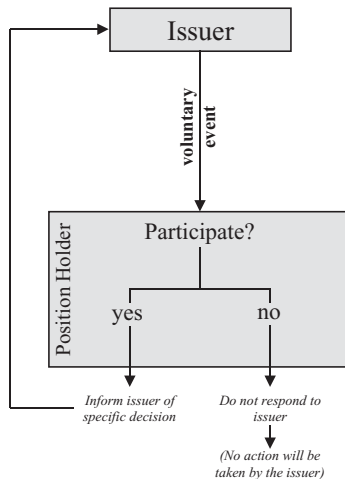 Issuer
voluntary
event
Position Holder
Participate?
yes
no
Inform issuer of
specific decision
Do not respond to
issuer
(No action will be
taken by the issuer)